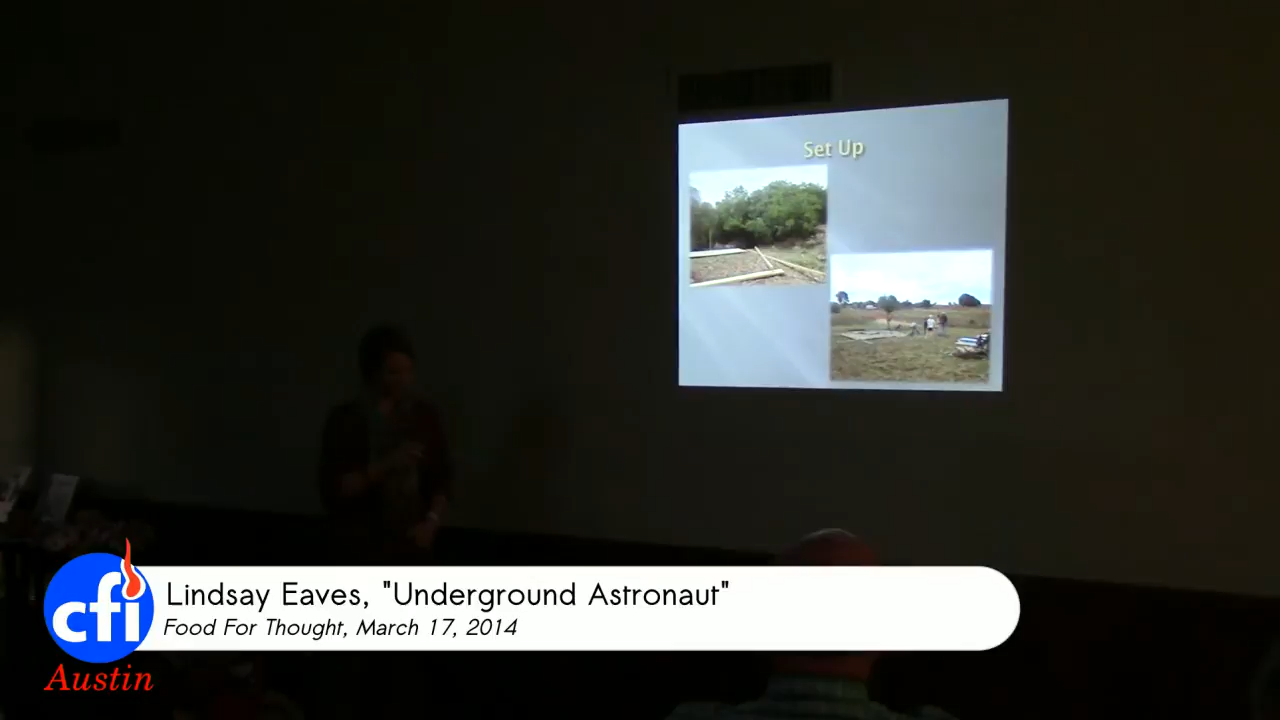 Set Up
Lindsay Eaves, "Underground Astronaut"
Food For Thought, March 17, 2014
cfi
Austin